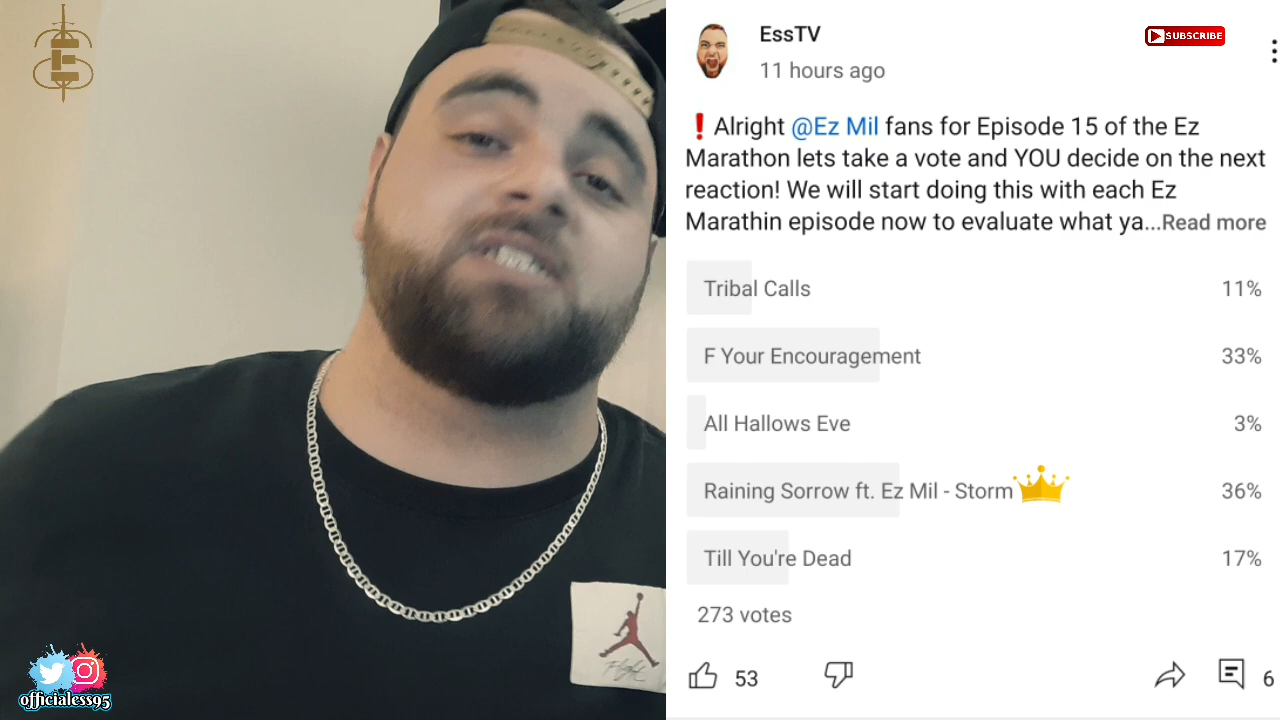 E
officialess95
EssTV
SUBSCRIBE
11 hours ago
❗Alright @Ez Mil fans for Episode 15 of the Ez
Marathon lets take a vote and YOU decide on the next
reaction! We will start doing this with each Ez
Marathin episode now to evaluate what ya...Read more
Tribal Calls 11%
F Your Encouragement 33%
All Hallows Eve 3%
Raining Sorrow ft. Ez Mil - Storm 36%
Till You're Dead 17%
273 votes
53
6
Flight